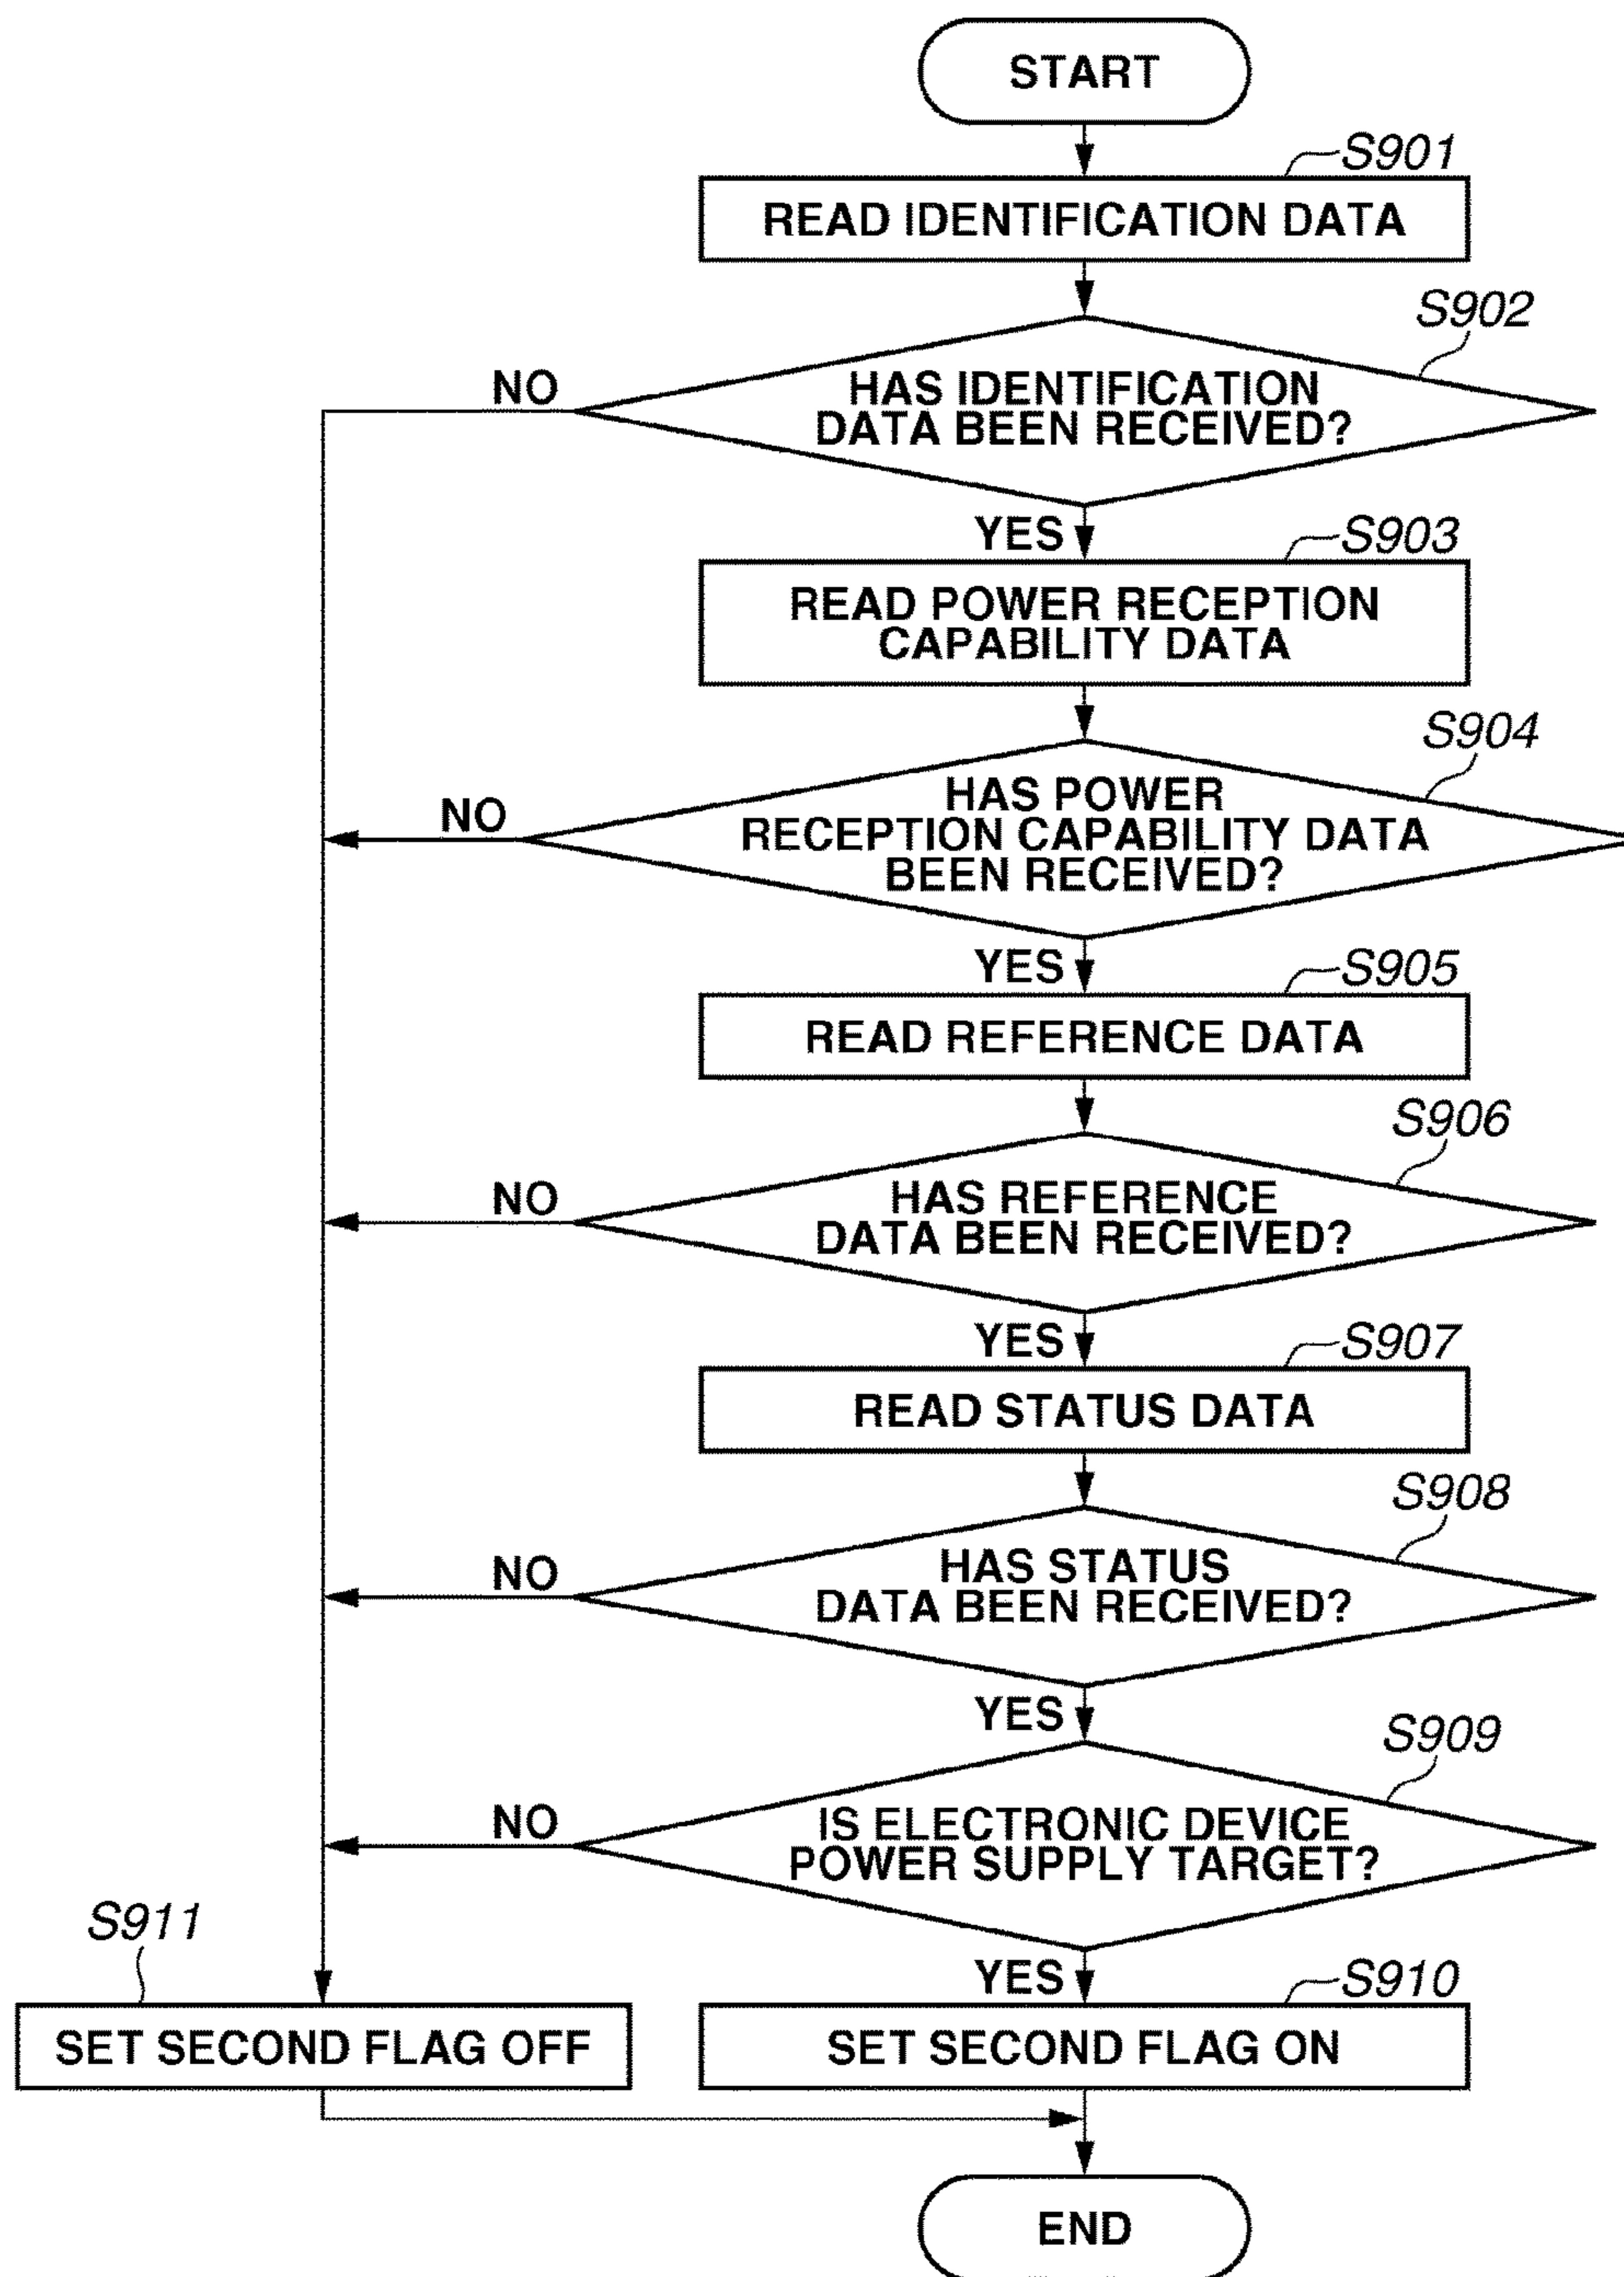 START
S901
READ IDENTIFICATION DATA
S902
NO
HAS IDENTIFICATION
DATA BEEN RECEIVED?
YES
S903
READ POWER RECEPTION
CAPABILITY DATA
S904
NO
HAS POWER
RECEPTION CAPABILITY DATA
BEEN RECEIVED?
YES
S905
READ REFERENCE DATA
S906
NO
HAS REFERENCE
DATA BEEN RECEIVED?
YES
S907
READ STATUS DATA
S908
NO
HAS STATUS
DATA BEEN RECEIVED?
YES
S909
NO
IS ELECTRONIC DEVICE
POWER SUPPLY TARGET?
S911
YES
S910
SET SECOND FLAG OFF
SET SECOND FLAG ON
END